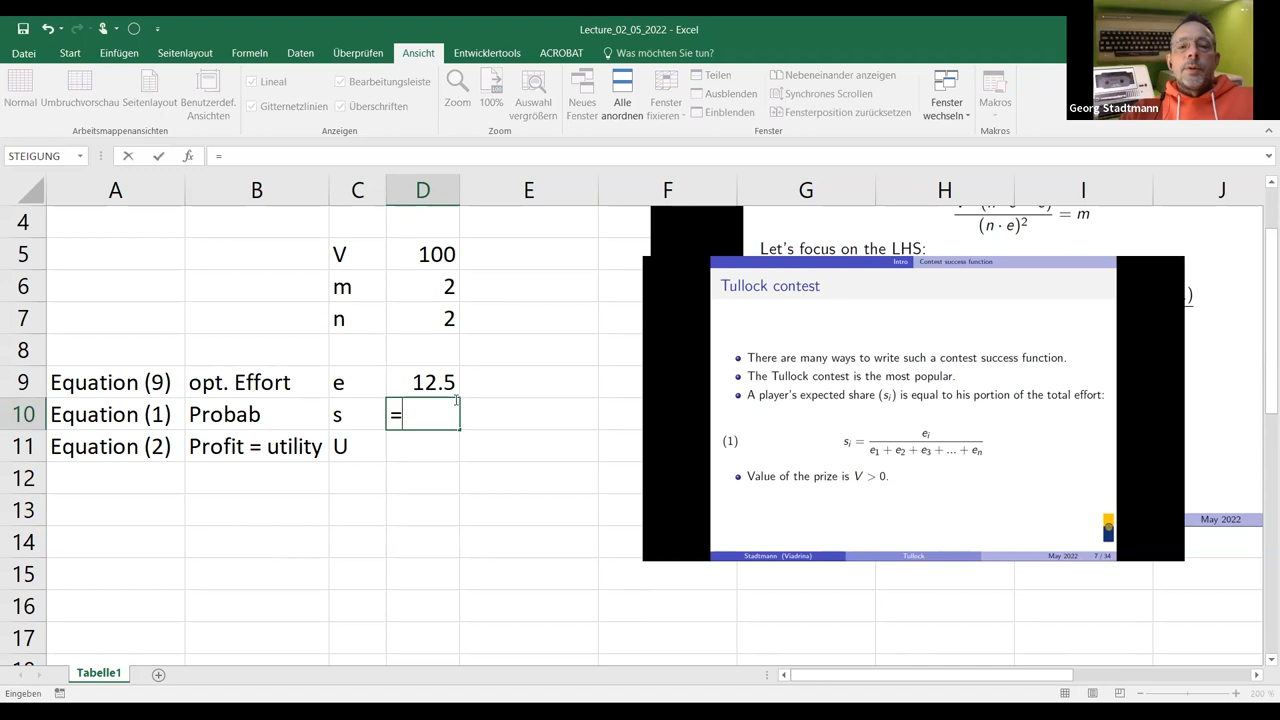 Lecture_02_05_2022 - Excel
Datei Start Einfügen Seitenlayout Formeln Daten Überprüfen Ansicht Entwicklertools ACROBAT Was möchten Sie tun?
Normal Umbruchvorschau Seitenlayout Benutzerdef. Ansichten
Arbeitsmappenansichten
Lineal Bearbeitungsleiste
Gitternetzlinien Überschriften
Anzeigen
Zoom 100% Auswahl vergrößern
Zoom
Neues Fenster Alle anordnen Fenster fixieren
Teilen
Ausblenden
Einblenden
Nebeneinander anzeigen
Synchrones Scrollen
Fensterposition zurücksetzen
Fenster wechseln
Fenster
Makros
Makros
Georg Stadtmann
STEIGUNG fx =
A B C D E F G H I J
4
5 V 100
6 m 2
7 n 2
8
9 Equation (9) opt. Effort e 12.5
10 Equation (1) Probab s =
11 Equation (2) Profit = utility U
12
13
14
15
16
17
(n · e)² = m
Let's focus on the LHS:
Intro Contest success function
Tullock contest
There are many ways to write such a contest success function.
The Tullock contest is the most popular.
A player's expected share (sᵢ) is equal to his portion of the total effort:
(1) sᵢ = eᵢ / (e₁ + e₂ + e₃ + ... + eₙ)
Value of the prize is V > 0.
Stadtmann (Viadrina) Tullock May 2022 7 / 34
May 2022
Tabelle1
Eingeben 200 %